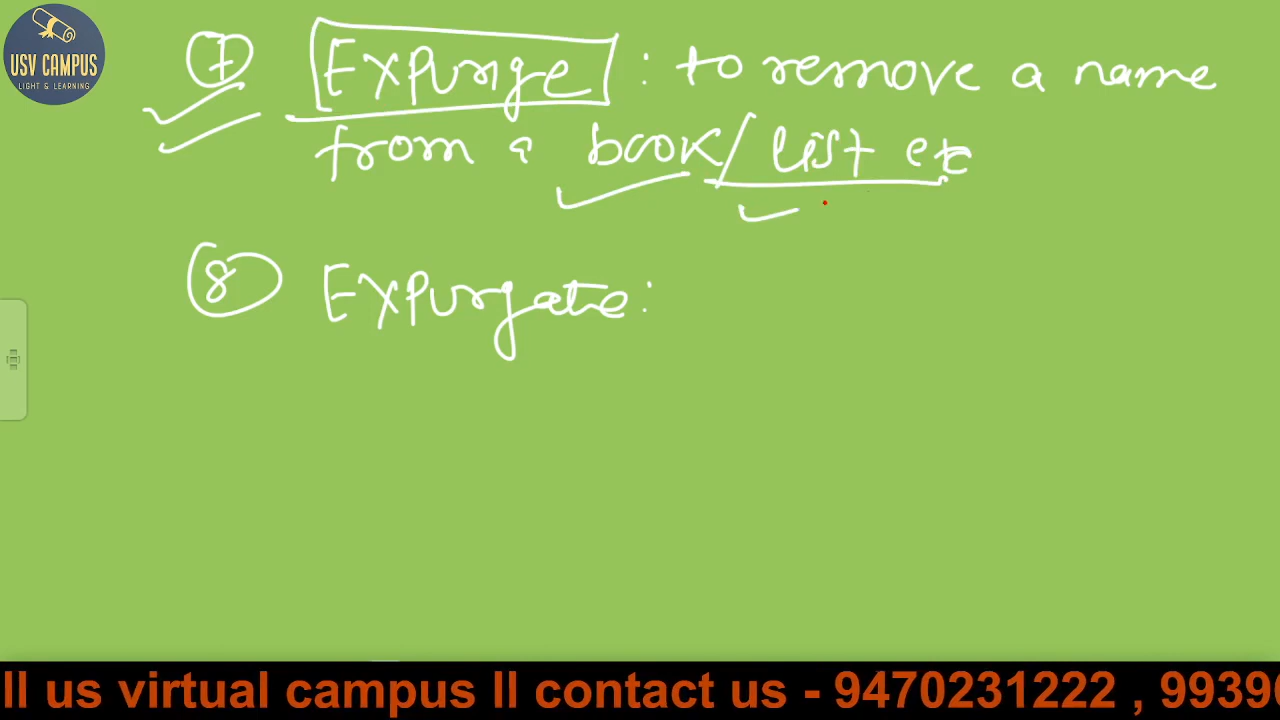 USV CAMPUS
LIGHT & LEARNING
7 Expurge : to remove a name
from a book/list etc
8 Expurgate :
ll us virtual campus ll contact us - 9470231222 , 99396